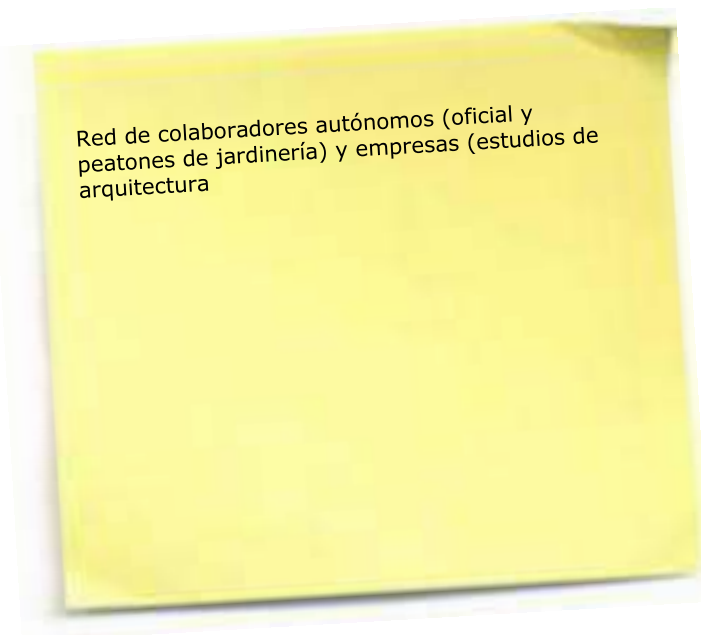 Red de colaboradores autónomos (oficial y
peatones de jardinería) y empresas (estudios de
arquitectura